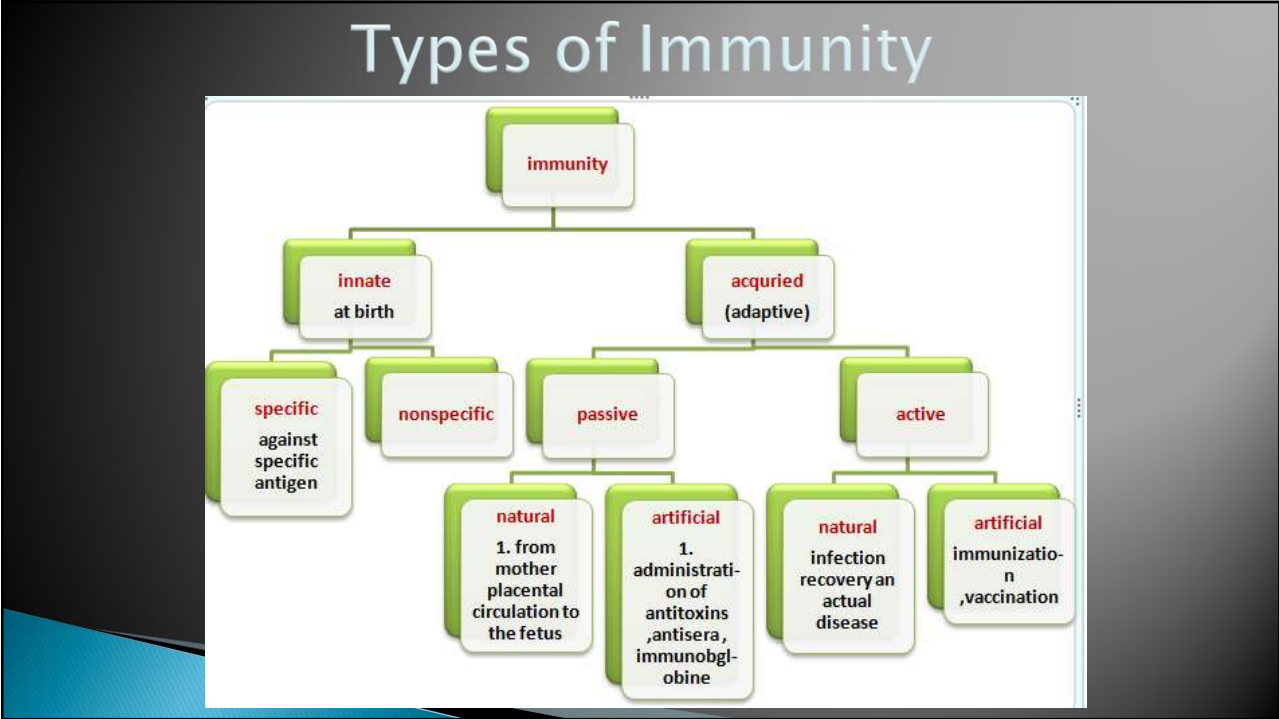 Types of Immunity
immunity
innate
at birth
acquried
(adaptive)
specific
against
specific
antigen
nonspecific
passive
active
natural
1. from
mother
placental
circulation to
the fetus
artificial
1.
administrati-
on of
antitoxins
,antisera ,
immunobgl-
obine
natural
infection
recovery an
actual
disease
artificial
immunizatio-
n
,vaccination